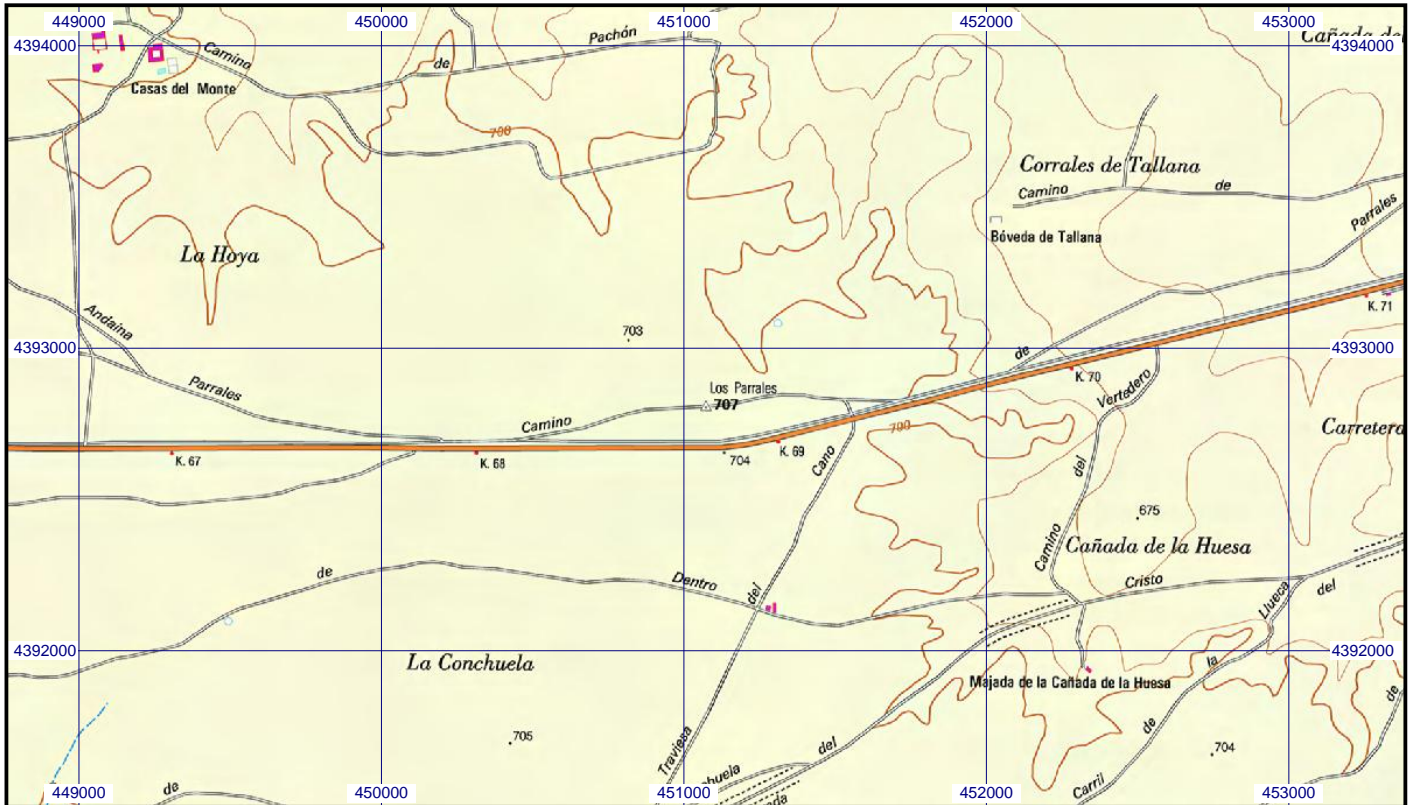 449000
450000
451000
452000
453000
4394000
4394000
Cañada del
Camino
de
Pachón
Casas del Monte
700
Corrales de Tallana
Camino
de
Parrales
Bóveda de Tallana
La Hoya
K. 71
Andaina
703
4393000
4393000
de
K. 70
Parrales
Los Parrales
707
Vertedero
Camino
700
Carretera
K. 67
K. 68
704
K. 69
Cano
del
675
Camino
Cañada de la Huesa
de
Dentro
del
Cristo
Llueca
del
4392000
4392000
La Conchuela
la
Majada de la Cañada de la Huesa
de
705
Traviesa
del
de
704
de
Carril
449000
450000
451000
452000
453000